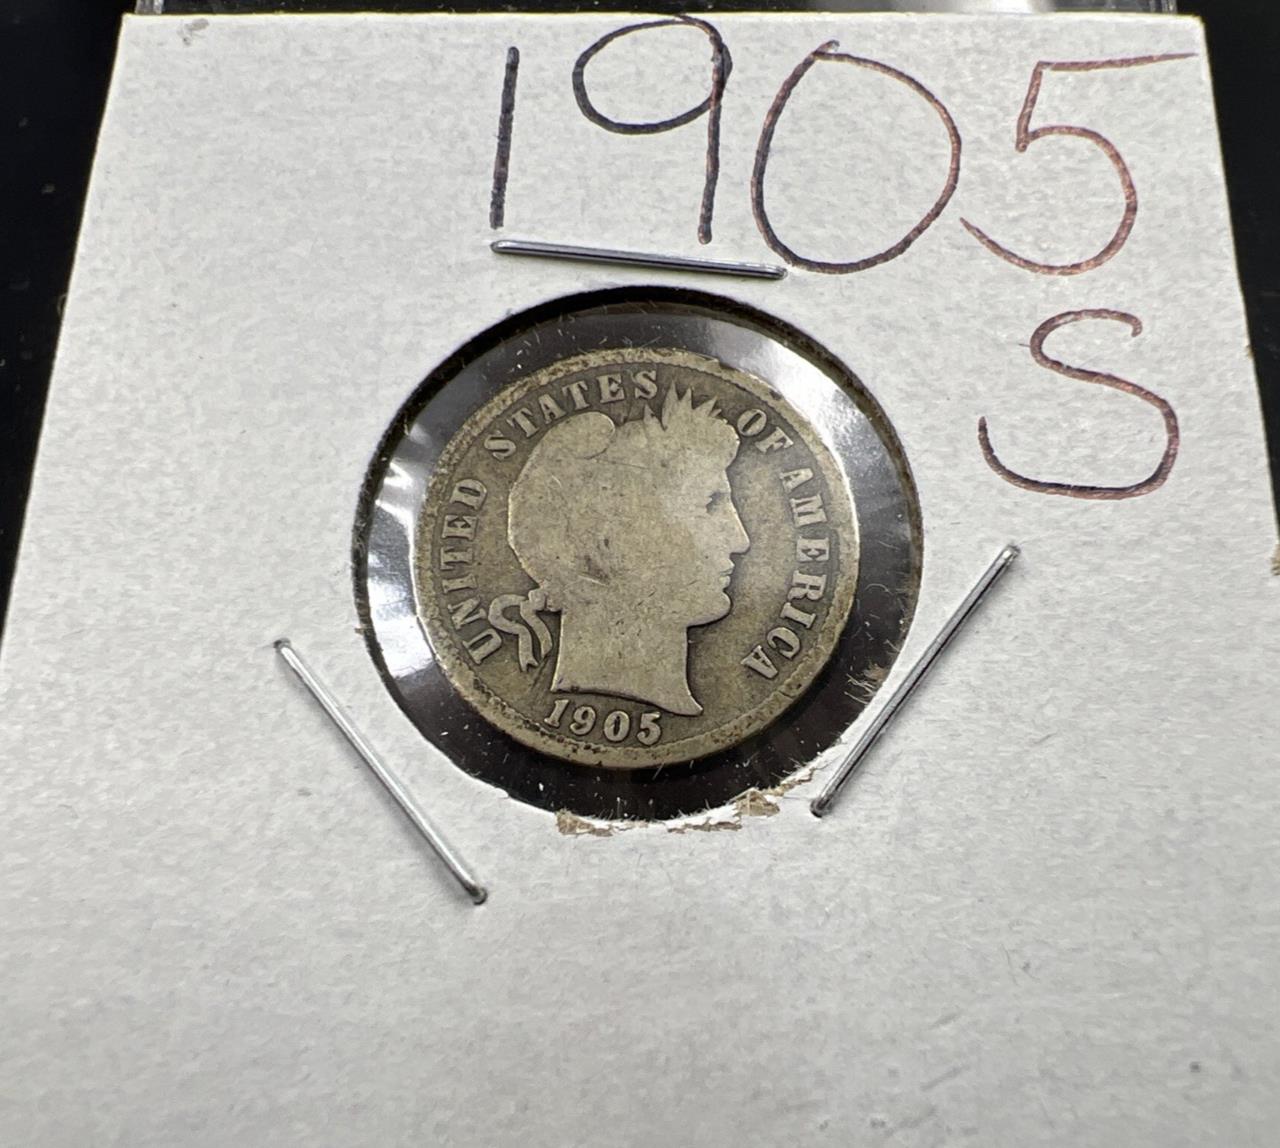 1905
S
UNITED STATES OF AMERICA
1905